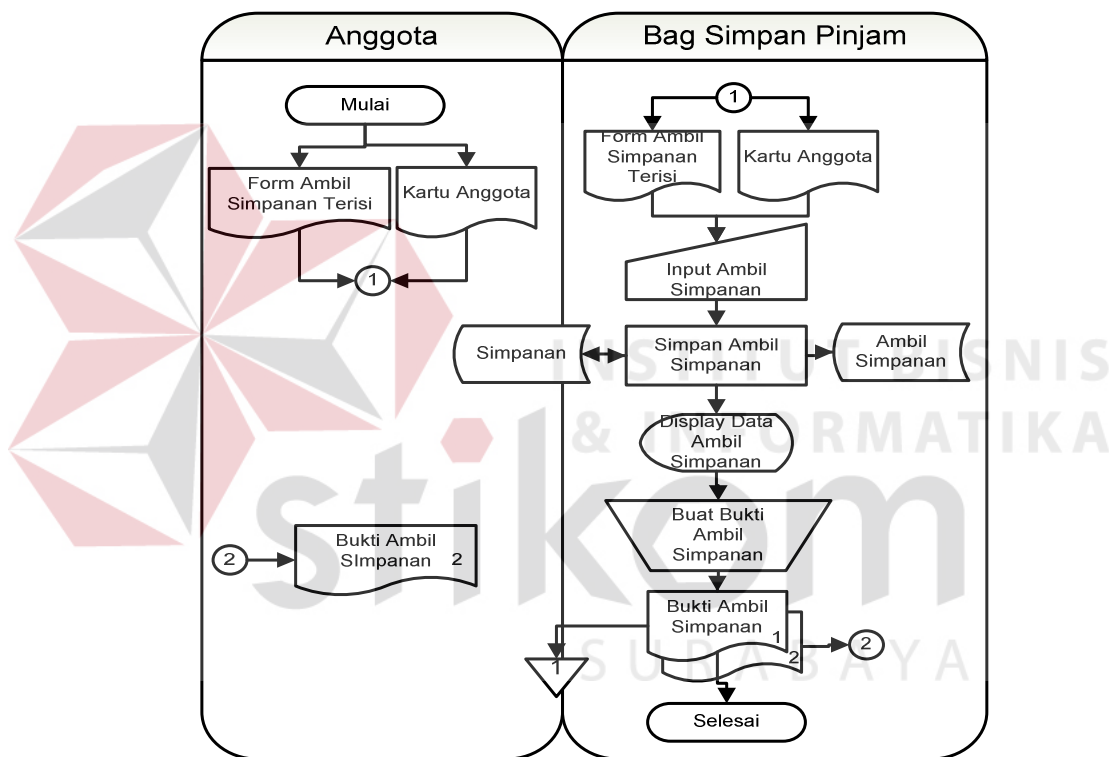 Anggota
Bag Simpan Pinjam
Mulai
Form Ambil
Simpanan Terisi
Kartu Anggota
1
1
Form Ambil
Simpanan
Terisi
Kartu Anggota
Input Ambil
Simpanan
Simpanan
Simpan Ambil
Simpanan
Ambil
Simpanan
Display Data
Ambil
Simpanan
Buat Bukti
Ambil
Simpanan
2
Bukti Ambil
SImpanan 2
Bukti Ambil
Simpanan
1
2
2
1
Selesai
INSTITUT BISNIS
& INFORMATIKA
stikom
SURABAYA